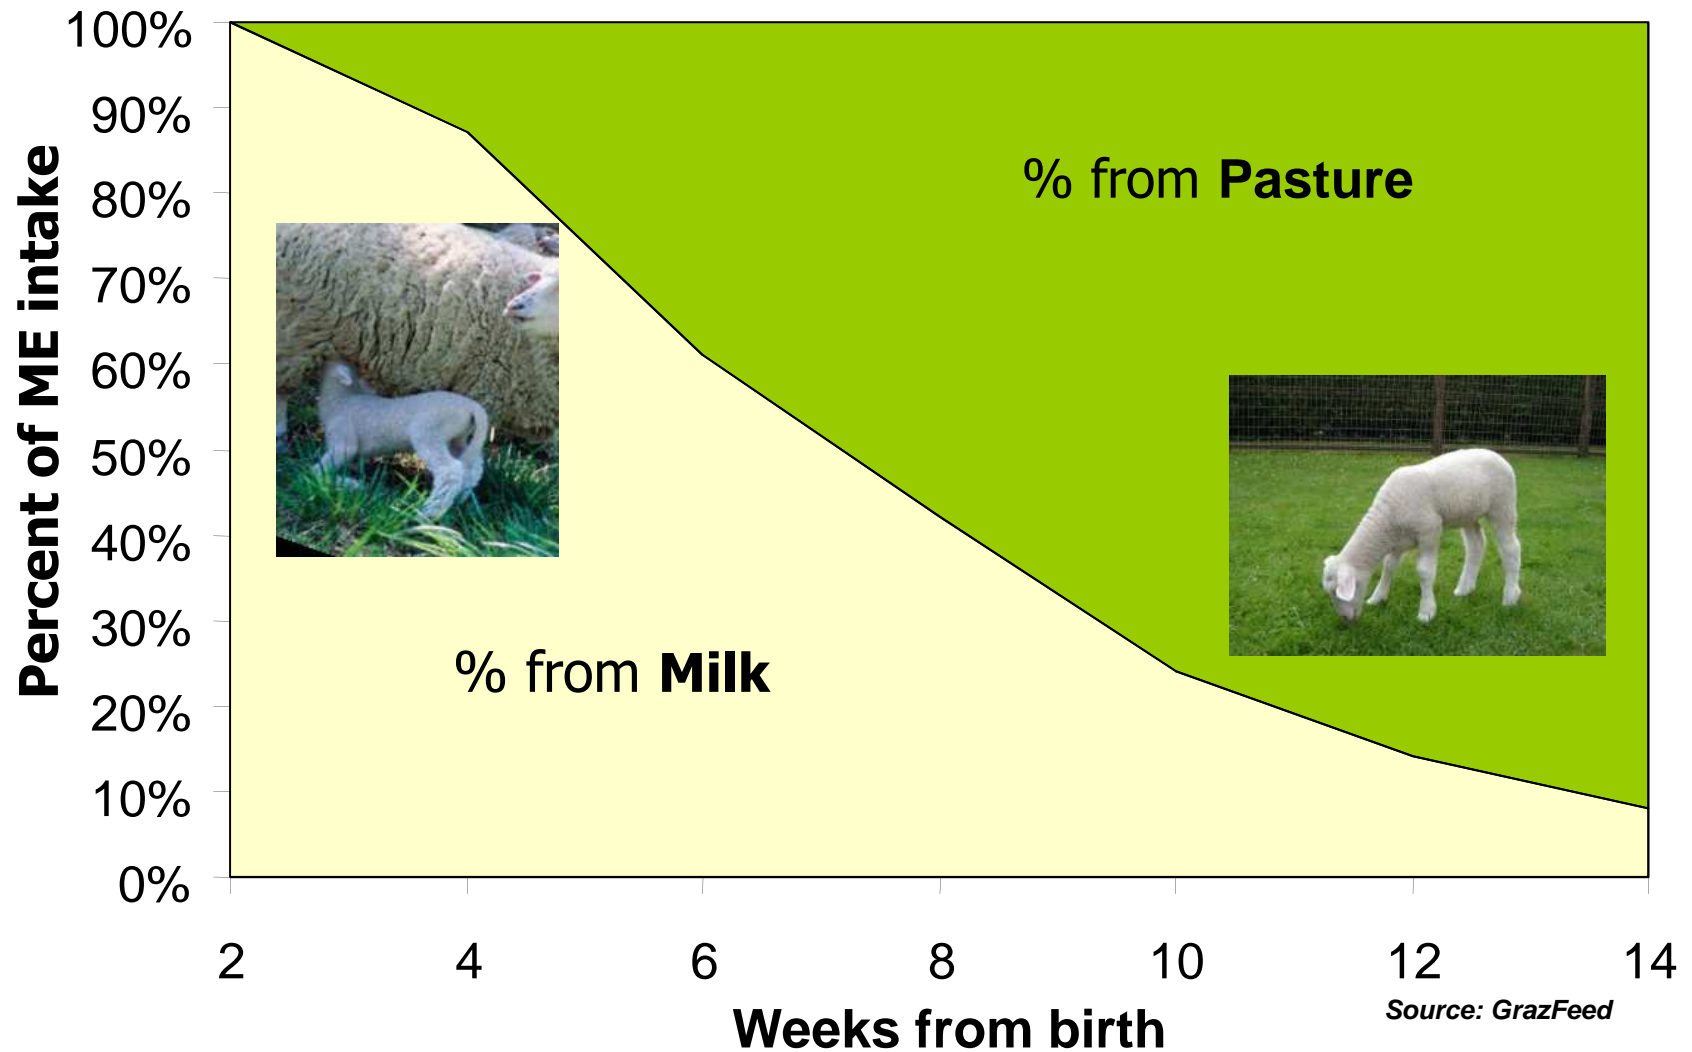 100%
90%
80%
70%
60%
50%
40%
30%
20%
10%
0%
Percent of ME intake
% from Pasture
% from Milk
2 4 6 8 10 12 14
Weeks from birth
Source: GrazFeed